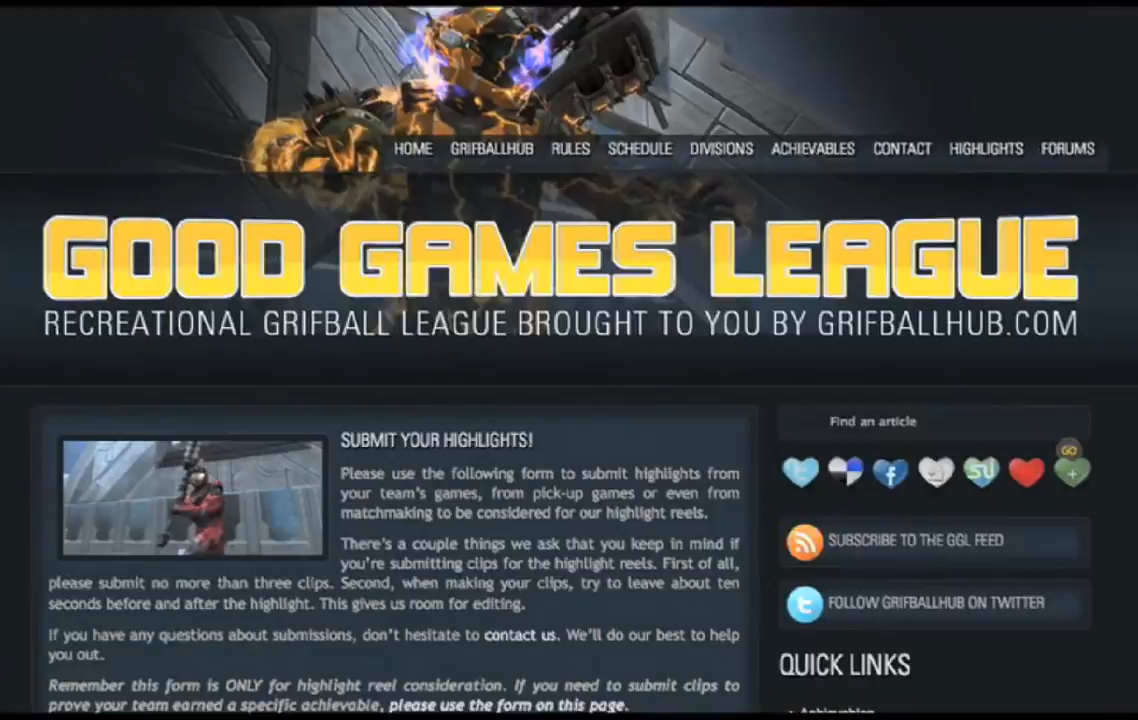 HOME GRIFBALLHUB RULES SCHEDULE DIVISIONS ACHIEVABLES CONTACT HIGHLIGHTS FORUMS
GOOD GAMES LEAGUE
RECREATIONAL GRIFBALL LEAGUE BROUGHT TO YOU BY GRIFBALLHUB.COM
SUBMIT YOUR HIGHLIGHTS!
Please use the following form to submit highlights from
your team's games, from pick-up games or even from
matchmaking to be considered for our highlight reels.
There's a couple things we ask that you keep in mind if
you're submitting clips for the highlight reels. First of all,
please submit no more than three clips. Second, when making your clips, try to leave about ten
seconds before and after the highlight. This gives us room for editing.
If you have any questions about submissions, don't hesitate to contact us. We'll do our best to help
you out.
Remember this form is ONLY for highlight reel consideration. If you need to submit clips to
prove your team earned a specific achievable, please use the form on this page.
Find an article
GO
SUBSCRIBE TO THE GGL FEED
FOLLOW GRIFBALLHUB ON TWITTER
QUICK LINKS
Achievables